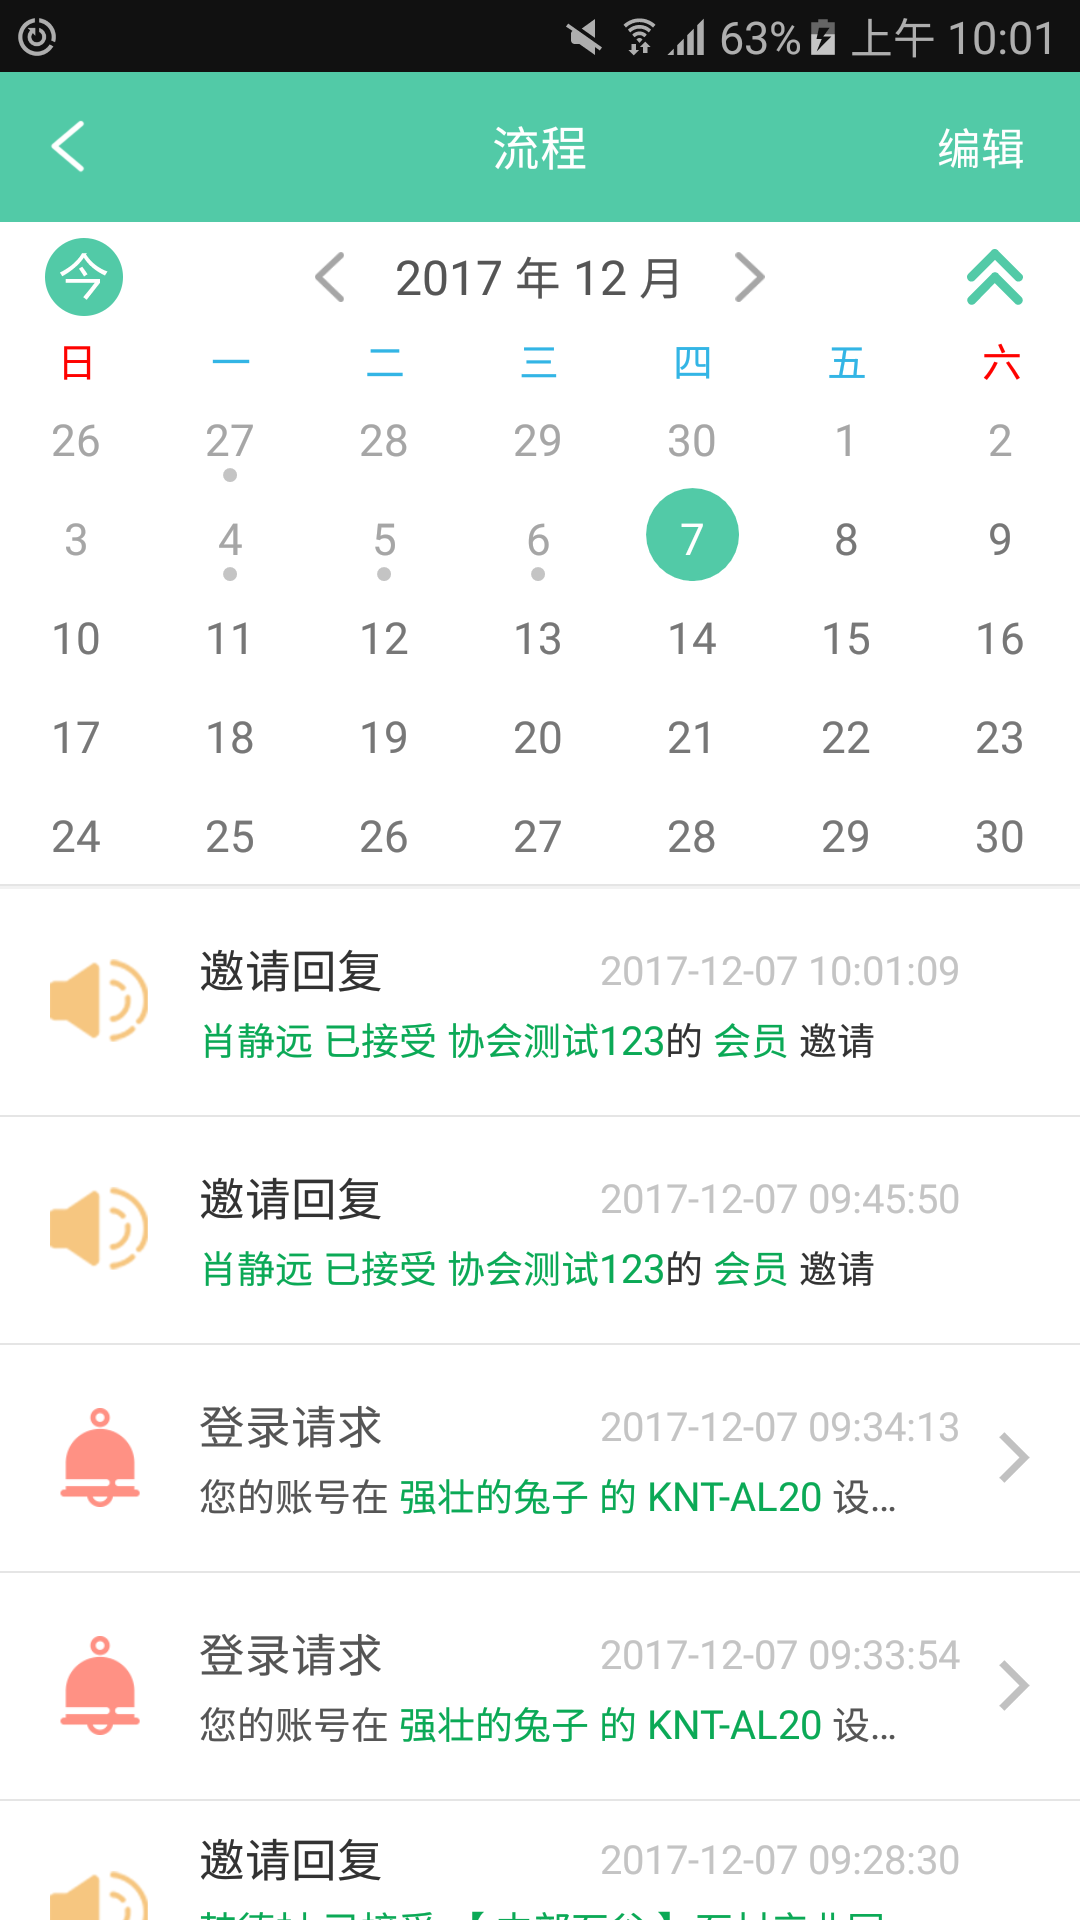 63% 上午 10:01
流程 编辑
今 2017 年 12 月
日 一 二 三 四 五 六
26 27 28 29 30 1 2
3 4 5 6 7 8 9
10 11 12 13 14 15 16
17 18 19 20 21 22 23
24 25 26 27 28 29 30
邀请回复 2017-12-07 10:01:09
肖静远 已接受 协会测试123的 会员 邀请
邀请回复 2017-12-07 09:45:50
肖静远 已接受 协会测试123的 会员 邀请
登录请求 2017-12-07 09:34:13
您的账号在 强壮的兔子 的 KNT-AL20 设...
登录请求 2017-12-07 09:33:54
您的账号在 强壮的兔子 的 KNT-AL20 设...
邀请回复 2017-12-07 09:28:30